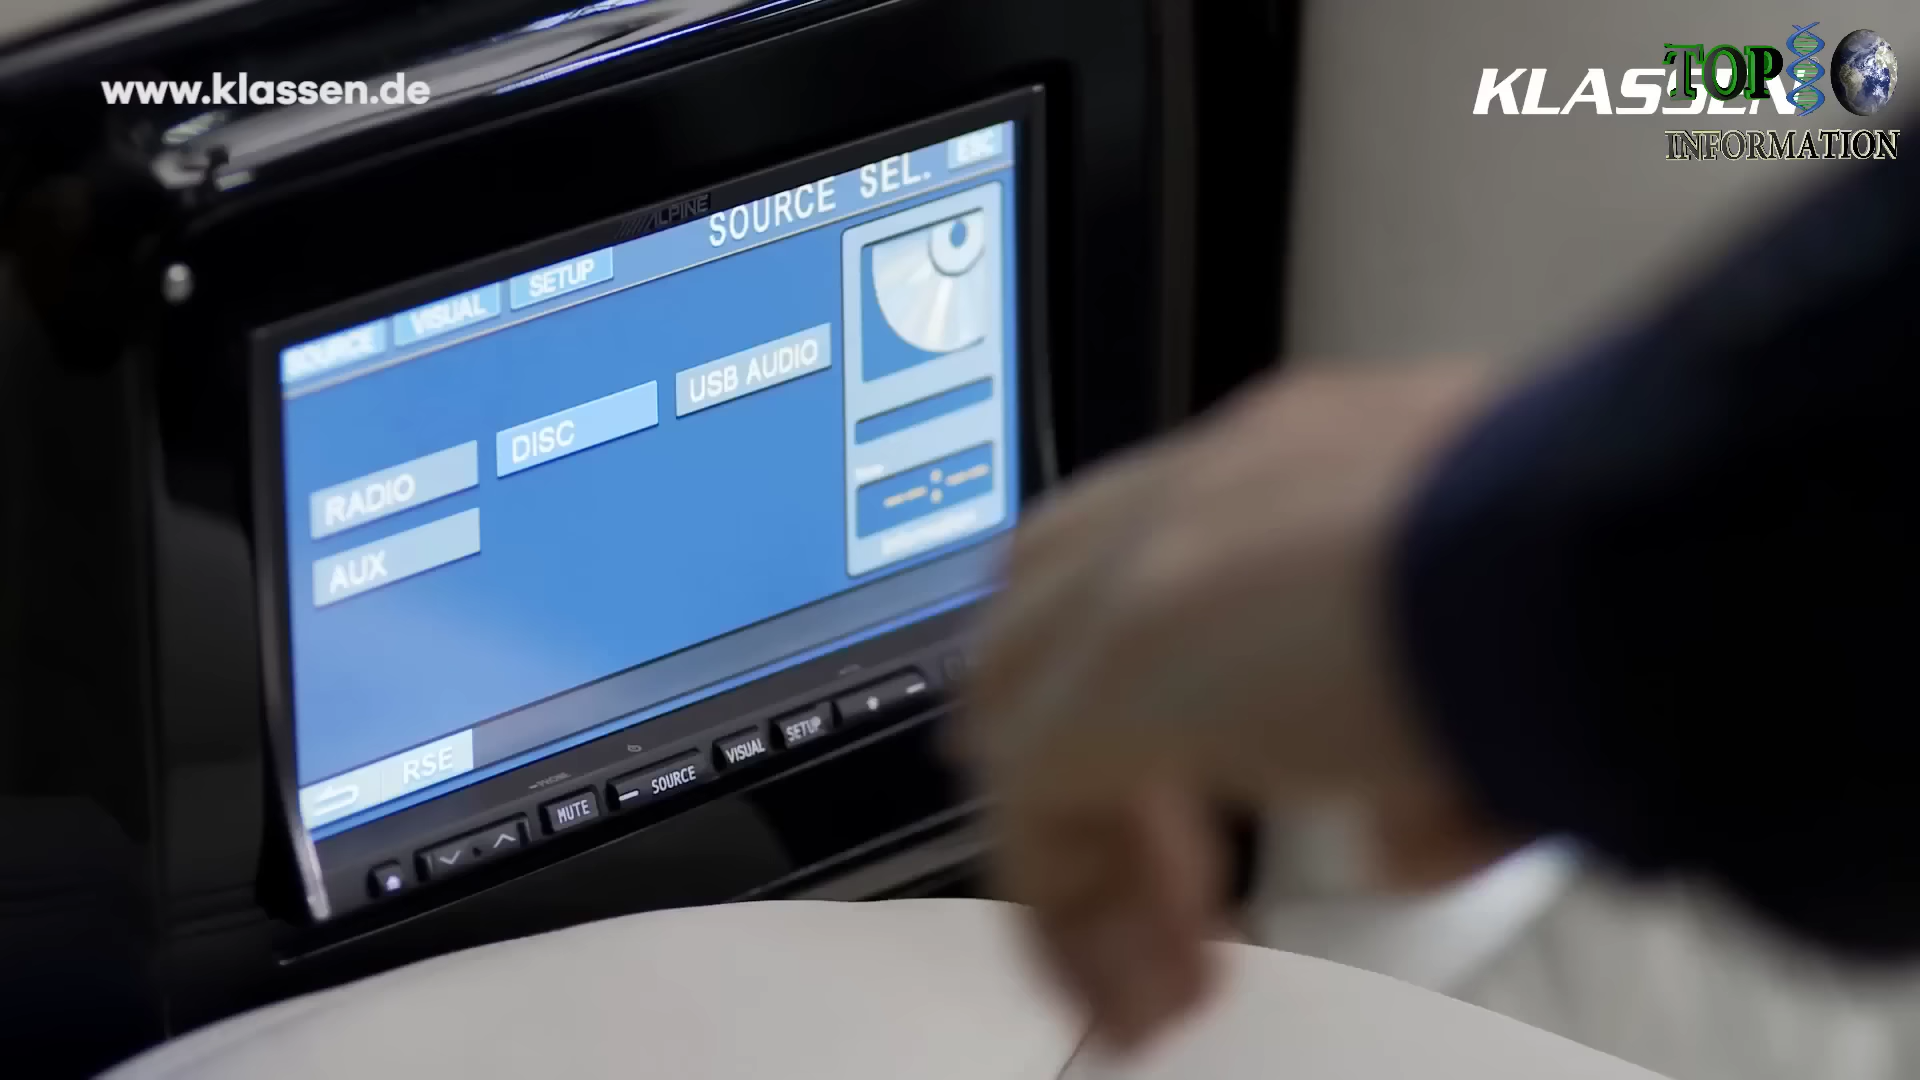 www.klassen.de
KLASSEN
TOP
INFORMATION
ALPINE
SOURCE SEL.
ESC
SOURCE
VISUAL
SETUP
RADIO
DISC
USB AUDIO
AUX
RSE
MUTE
SOURCE
VISUAL
SETUP